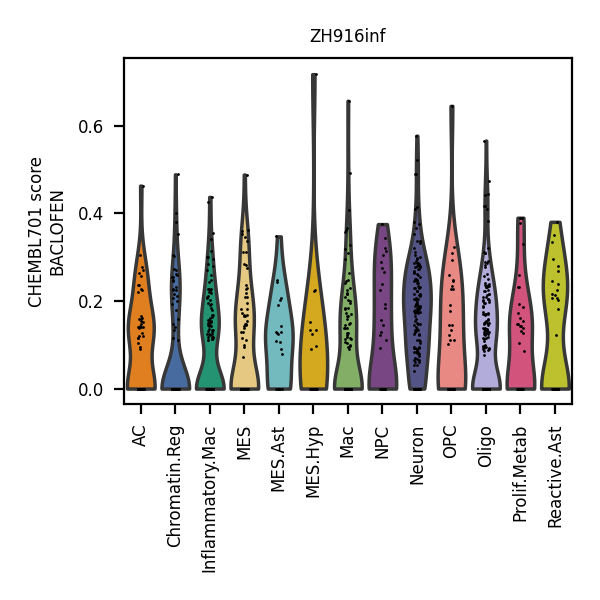 ZH916inf
CHEMBL701 score
BACLOFEN
0.6
0.4
0.2
0.0
AC
Chromatin.Reg
Inflammatory.Mac
MES
MES.Ast
MES.Hyp
Mac
NPC
Neuron
OPC
Oligo
Prolif.Metab
Reactive.Ast